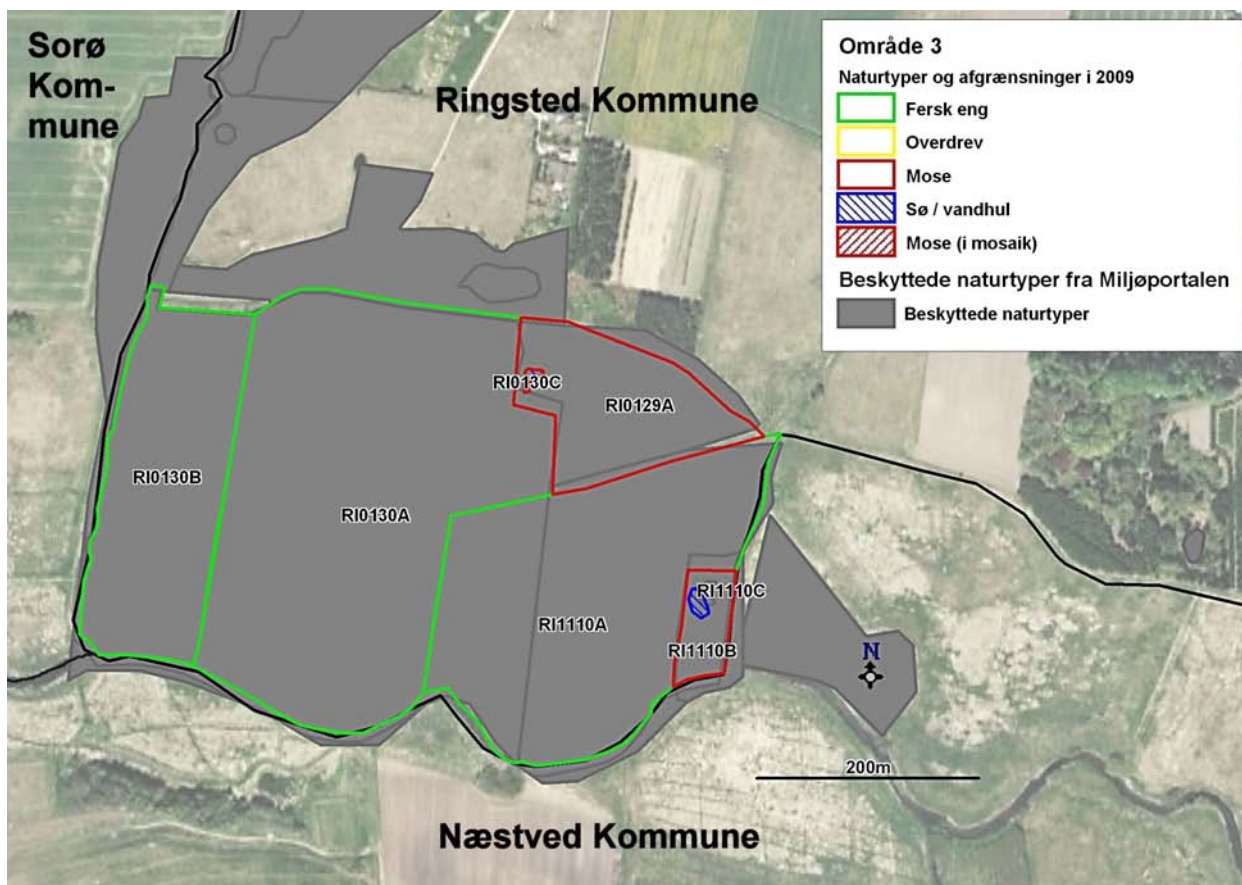 Sorø
Kom-
mune
Ringsted Kommune
Område 3
Naturtyper og afgrænsninger i 2009
Fersk eng
Overdrev
Mose
Sø / vandhul
Mose (i mosaik)
Beskyttede naturtyper fra Miljøportalen
Beskyttede naturtyper
RI0130C
RI0129A
RI0130B
RI0130A
RI1110C
RI1110A
RI1110B
N
200m
Næstved Kommune